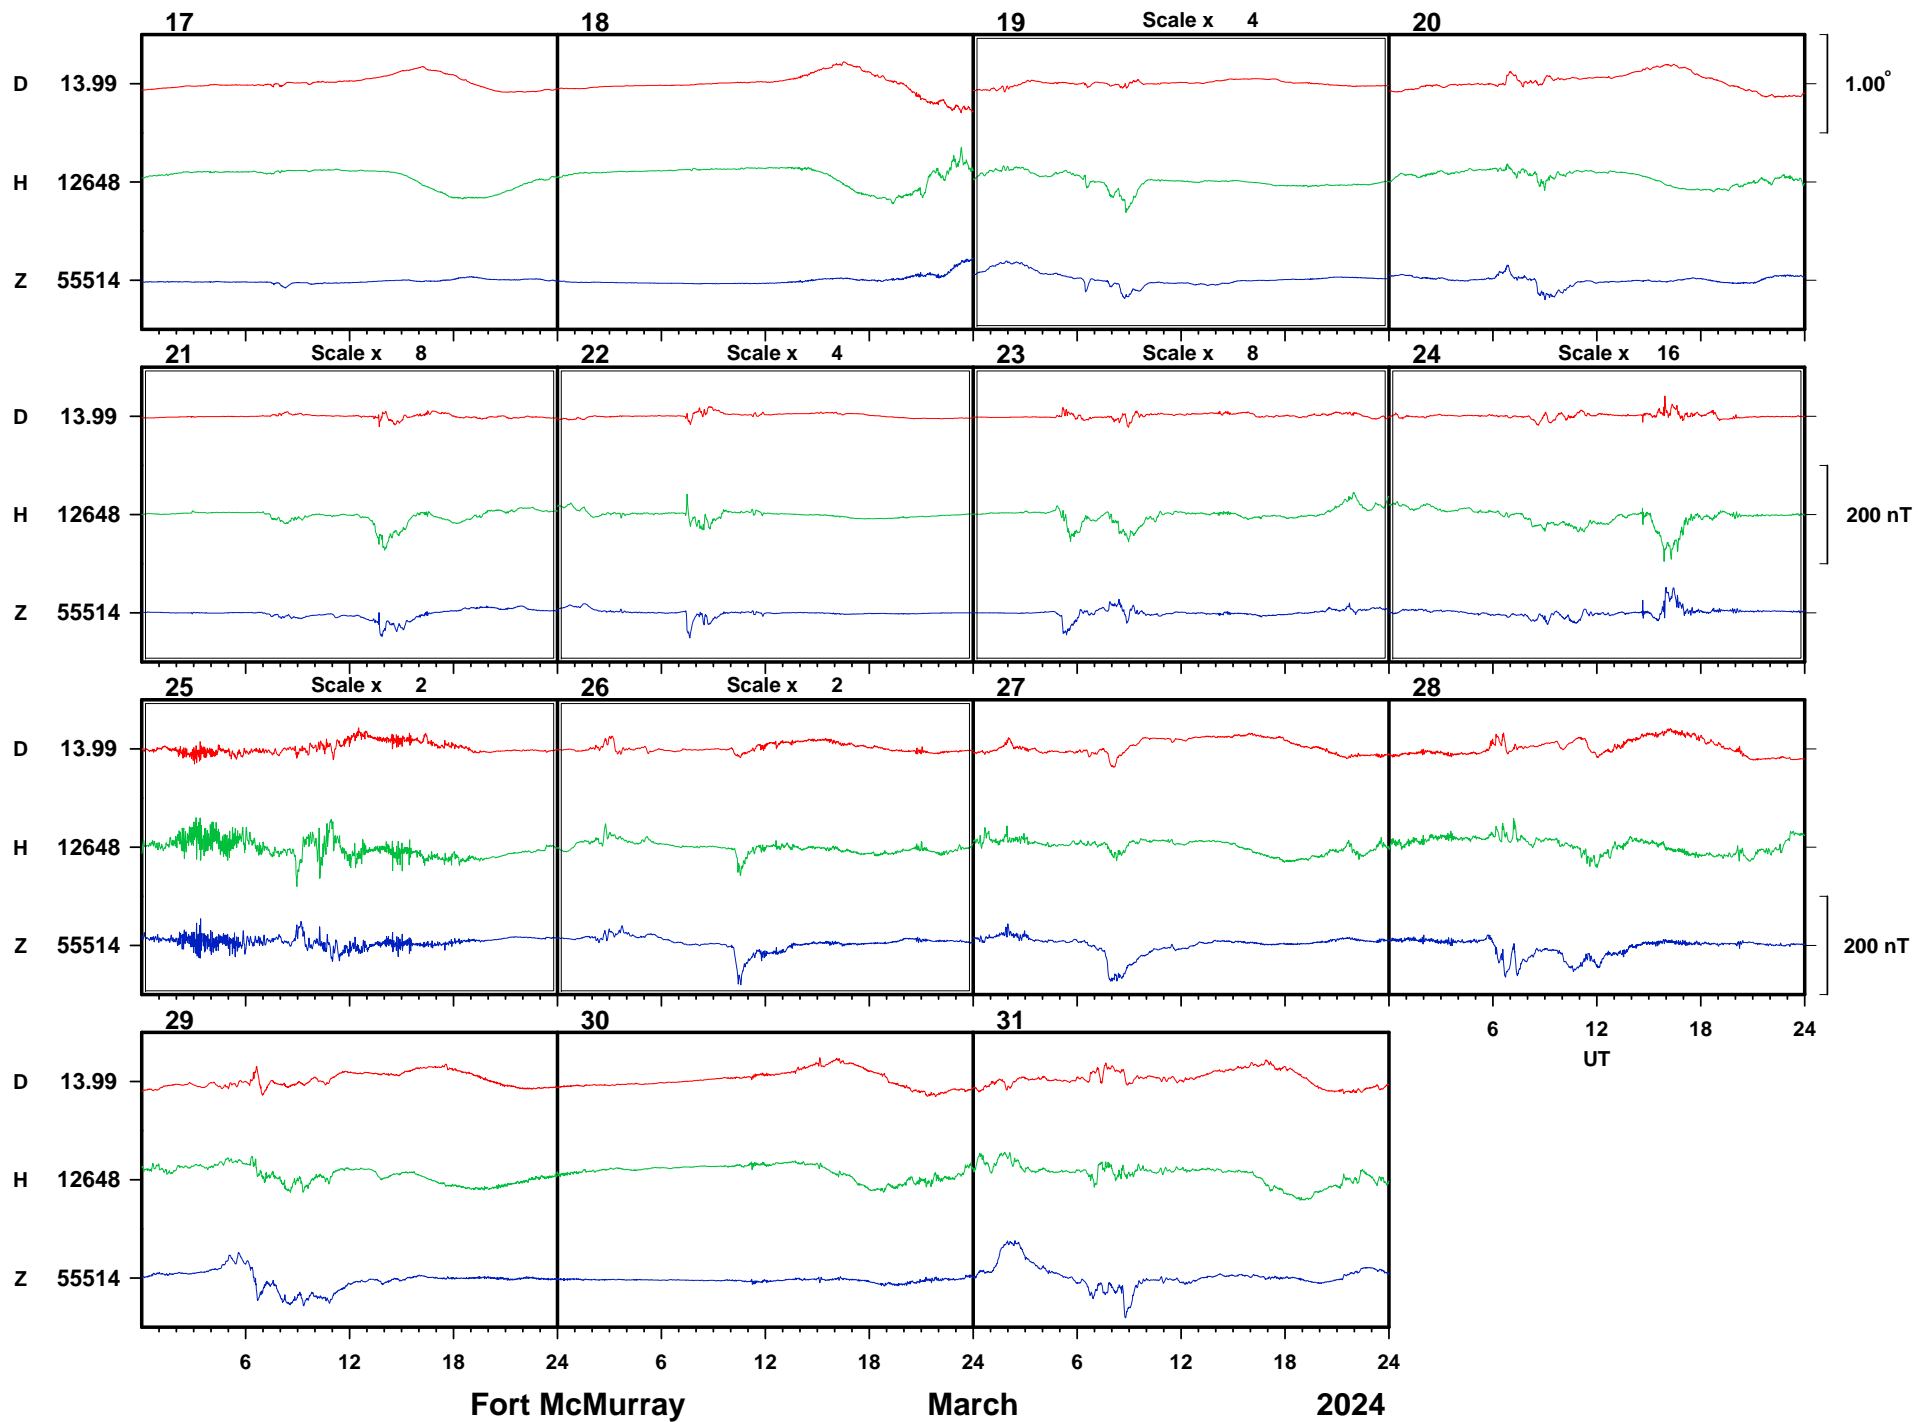 17 18 19 Scale x 4 20
D 13.99 1.00°
H 12648
Z 55514
21 Scale x 8 22 Scale x 4 23 Scale x 8 24 Scale x 16
D 13.99
H 12648 200 nT
Z 55514
25 Scale x 2 26 Scale x 2 27 28
D 13.99
H 12648
Z 55514 200 nT
6 12 18 24
UT
29 30 31
D 13.99
H 12648
Z 55514
6 12 18 24 6 12 18 24 6 12 18 24
Fort McMurray March 2024